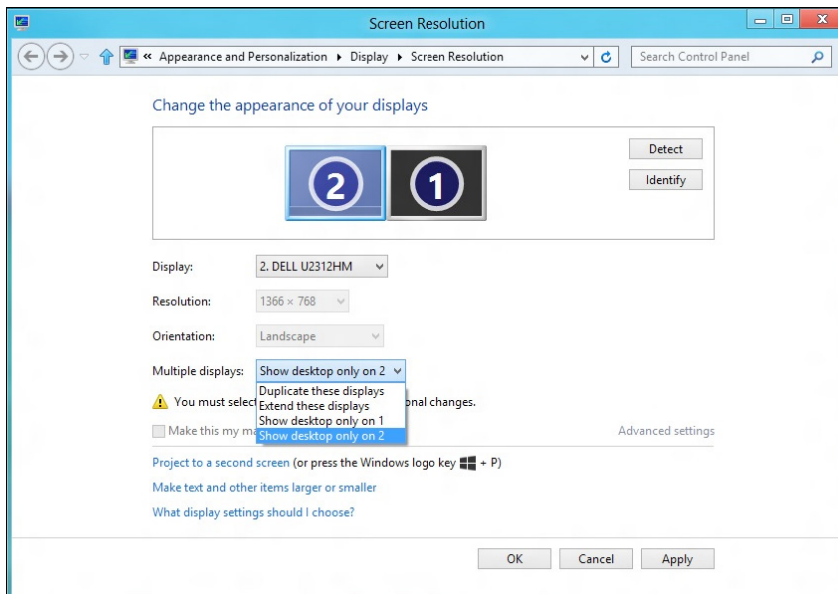 Screen Resolution
« Appearance and Personalization ▸ Display ▸ Screen Resolution
Search Control Panel
Change the appearance of your displays
2
1
Detect
Identify
Display: 2. DELL U2312HM
Resolution: 1366 × 768
Orientation: Landscape
Multiple displays: Show desktop only on 2
Duplicate these displays
You must selec onal changes.
Extend these displays
Show desktop only on 1
Make this my ma
Show desktop only on 2
Advanced settings
Project to a second screen (or press the Windows logo key + P)
Make text and other items larger or smaller
What display settings should I choose?
OK Cancel Apply